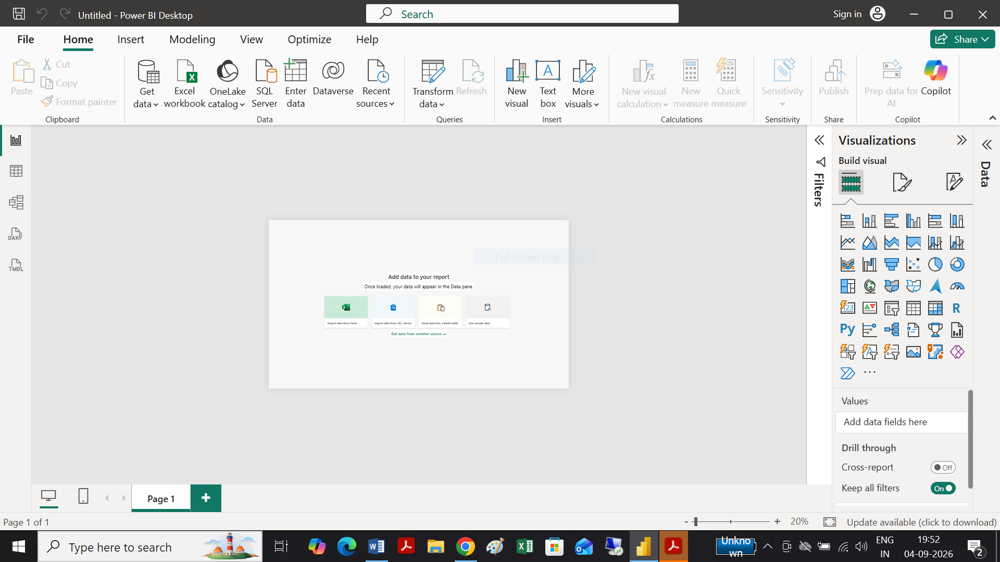 Untitled - Power BI Desktop
Search
Sign in
File
Home
Insert
Modeling
View
Optimize
Help
Share
Paste
Cut
Copy
Format painter
Clipboard
Get data
Excel workbook
OneLake catalog
SQL Server
Enter data
Dataverse
Recent sources
Data
Transform data
Refresh
Queries
New visual
Text box
More visuals
Insert
New visual calculation
New measure
Quick measure
Calculations
Sensitivity
Sensitivity
Publish
Share
Prep data for AI
Copilot
Copilot
DAX
TMDL
Full-screen Snip
Add data to your report
Once loaded, your data will appear in the Data pane.
SQL
Import data from Excel
Import data from SQL Server
Paste data into a blank table
Use sample data
Get data from another source →
Filters
Visualizations
Build visual
123
R
Py
Values
Add data fields here
Drill through
Cross-report
Off
Keep all filters
On
Data
Page 1
Page 1 of 1
- + 20%
Update available (click to download)
Type here to search
Unknown
ENG
IN
19:52
04-09-2026
2